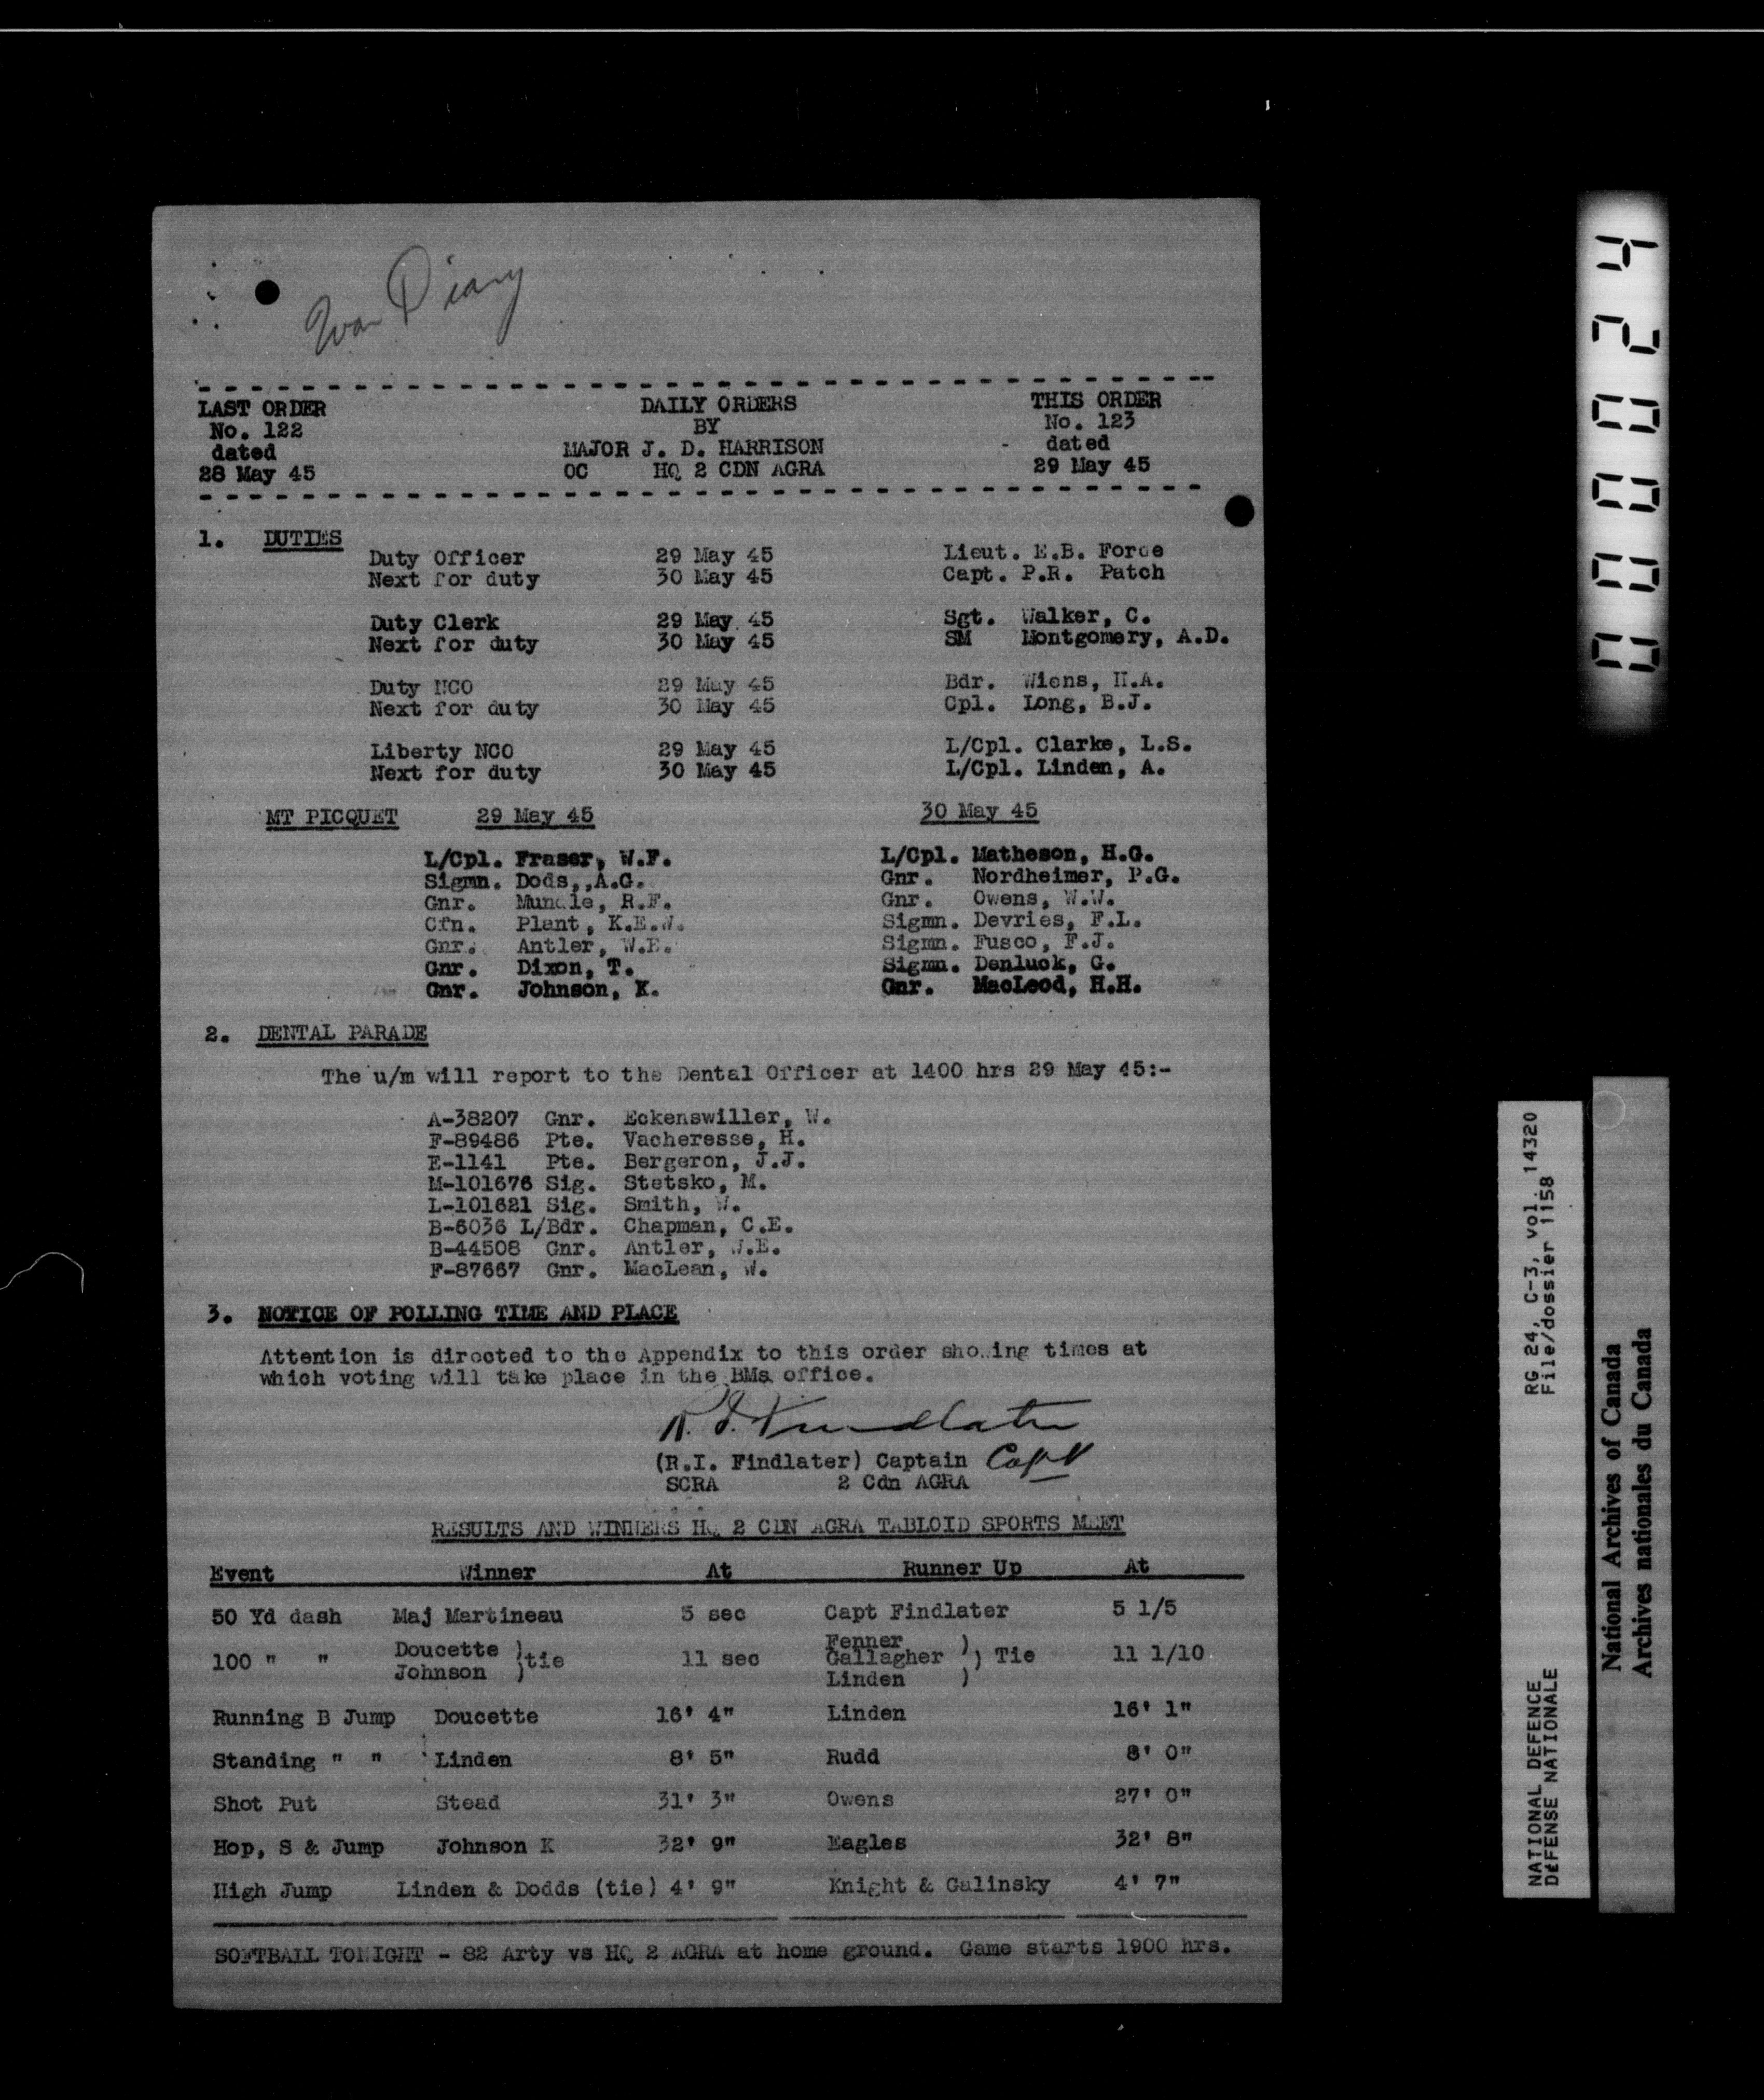 War Diary
LAST ORDER DAILY ORDERS THIS ORDER
No. 122 BY No. 123
dated MAJOR J. D. HARRISON - dated
28 May 45 OC HQ 2 CDN AGRA 29 May 45
1. DUTIES
Duty Officer 29 May 45 Lieut. E.B. Force
Next for duty 30 May 45 Capt. P.R. Patch
Duty Clerk 29 May 45 Sgt. Walker, C.
Next for duty 30 May 45 SM Montgomery, A.D.
Duty NCO 29 May 45 Bdr. Wiens, H.A.
Next for duty 30 May 45 Cpl. Long, B.J.
Liberty NCO 29 May 45 L/Cpl. Clarke, L.S.
Next for duty 30 May 45 L/Cpl. Linden, A.
MT PICQUET 29 May 45 30 May 45
L/Cpl. Fraser, W.F. L/Cpl. Matheson, H.G.
Sigmn. Dods,,A.G. Gnr. Nordheimer, P.G.
Gnr. Mundle, R.F. Gnr. Owens, W.W.
Cfn. Plant, K.E.W. Sigmn. Devries, F.L.
Gnr. Antler, W.E. Sigmn. Fusco, F.J.
Gnr. Dixon, T. Sigmn. Denluck, G.
Gnr. Johnson, K. Gnr. MacLeod, H.H.
2. DENTAL PARADE
The u/m will report to the Dental Officer at 1400 hrs 29 May 45:-
A-38207 Gnr. Eckenswiller, W.
F-89486 Pte. Vacheresse, H.
E-1141 Pte. Bergeron, J.J.
M-101676 Sig. Stetsko, M.
L-101621 Sig. Smith, W.
B-6036 L/Bdr. Chapman, C.E.
B-44508 Gnr. Antler, W.E.
F-87667 Gnr. MacLean, W.
3. NOTICE OF POLLING TIME AND PLACE
Attention is directed to the Appendix to this order showing times at
which voting will take place in the BMs office.
R. I. Findlater
(R.I. Findlater) Captain Capt
SCRA 2 Cdn AGRA
RESULTS AND WINNERS HQ 2 CDN AGRA TABLOID SPORTS MEET
Event Winner At Runner Up At
50 Yd dash Maj Martineau 5 sec Capt Findlater 5 1/5
100 " " Doucette ) Johnson ) tie 11 sec Fenner ) Gallagher ) Linden ) ) Tie 11 1/10
Running B Jump Doucette 16' 4" Linden 16' 1"
Standing " " Linden 8' 5" Rudd 8' 0"
Shot Put Stead 31' 3" Owens 27' 0"
Hop, S & Jump Johnson K 32' 9" Eagles 32' 8"
High Jump Linden & Dodds (tie) 4' 9" Knight & Galinsky 4' 7"
SOFTBALL TONIGHT - 82 Arty vs HQ 2 AGRA at home ground. Game starts 1900 hrs.
000024
NATIONAL DEFENCE RG 24, C-3, vol. 14320
DÉFENSE NATIONALE File/dossier 1158
National Archives of Canada
Archives nationales du Canada